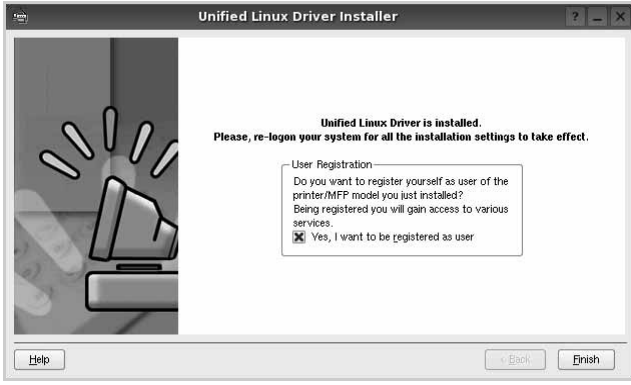 Unified Linux Driver Installer
Unified Linux Driver is installed.
Please, re-logon your system for all the installation settings to take effect.
User Registration
Do you want to register yourself as user of the
printer/MFP model you just installed?
Being registered you will gain access to various
services.
Yes, I want to be registered as user
Help
< Back
Finish